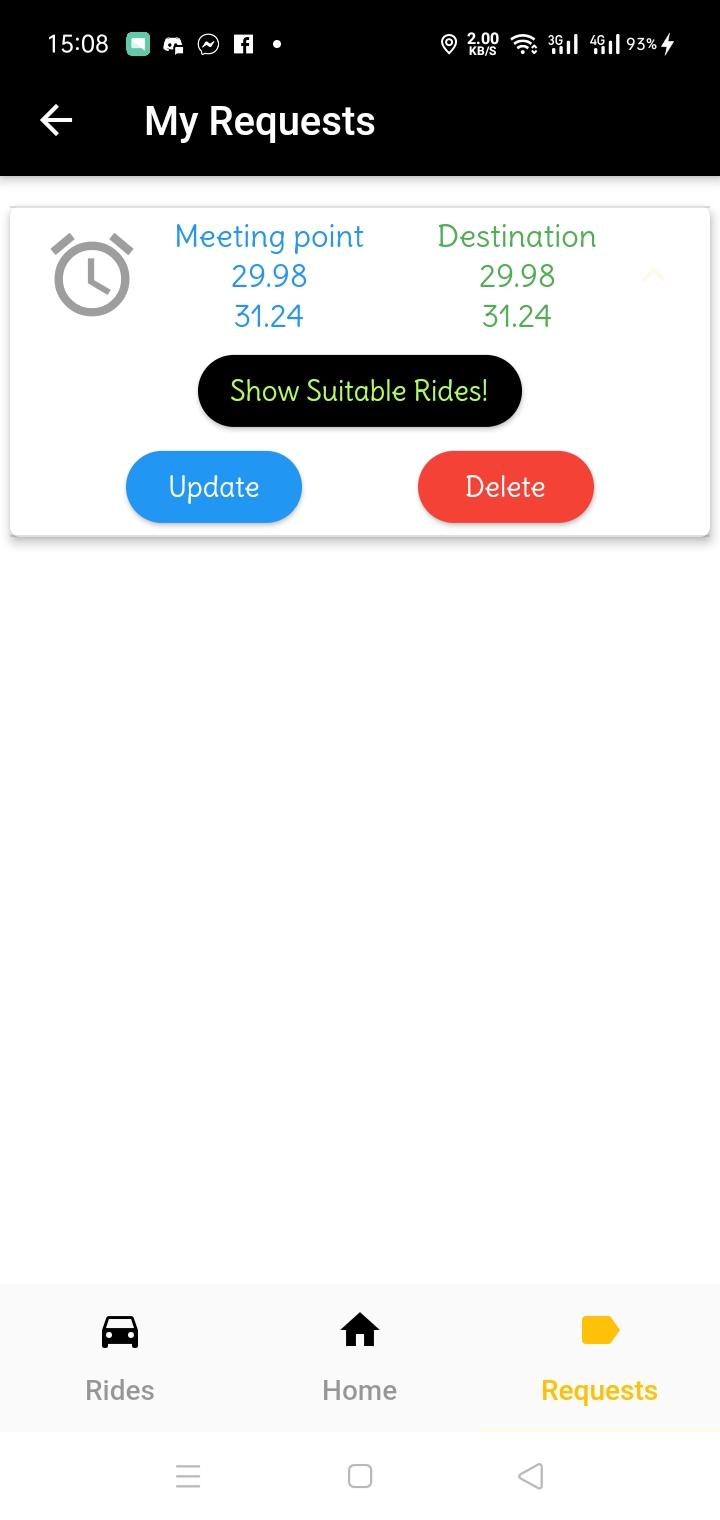 15:08 2.00 KB/S 3G 4G 93%
My Requests
Meeting point Destination
29.98 29.98
31.24 31.24
Show Suitable Rides!
Update Delete
Rides Home Requests